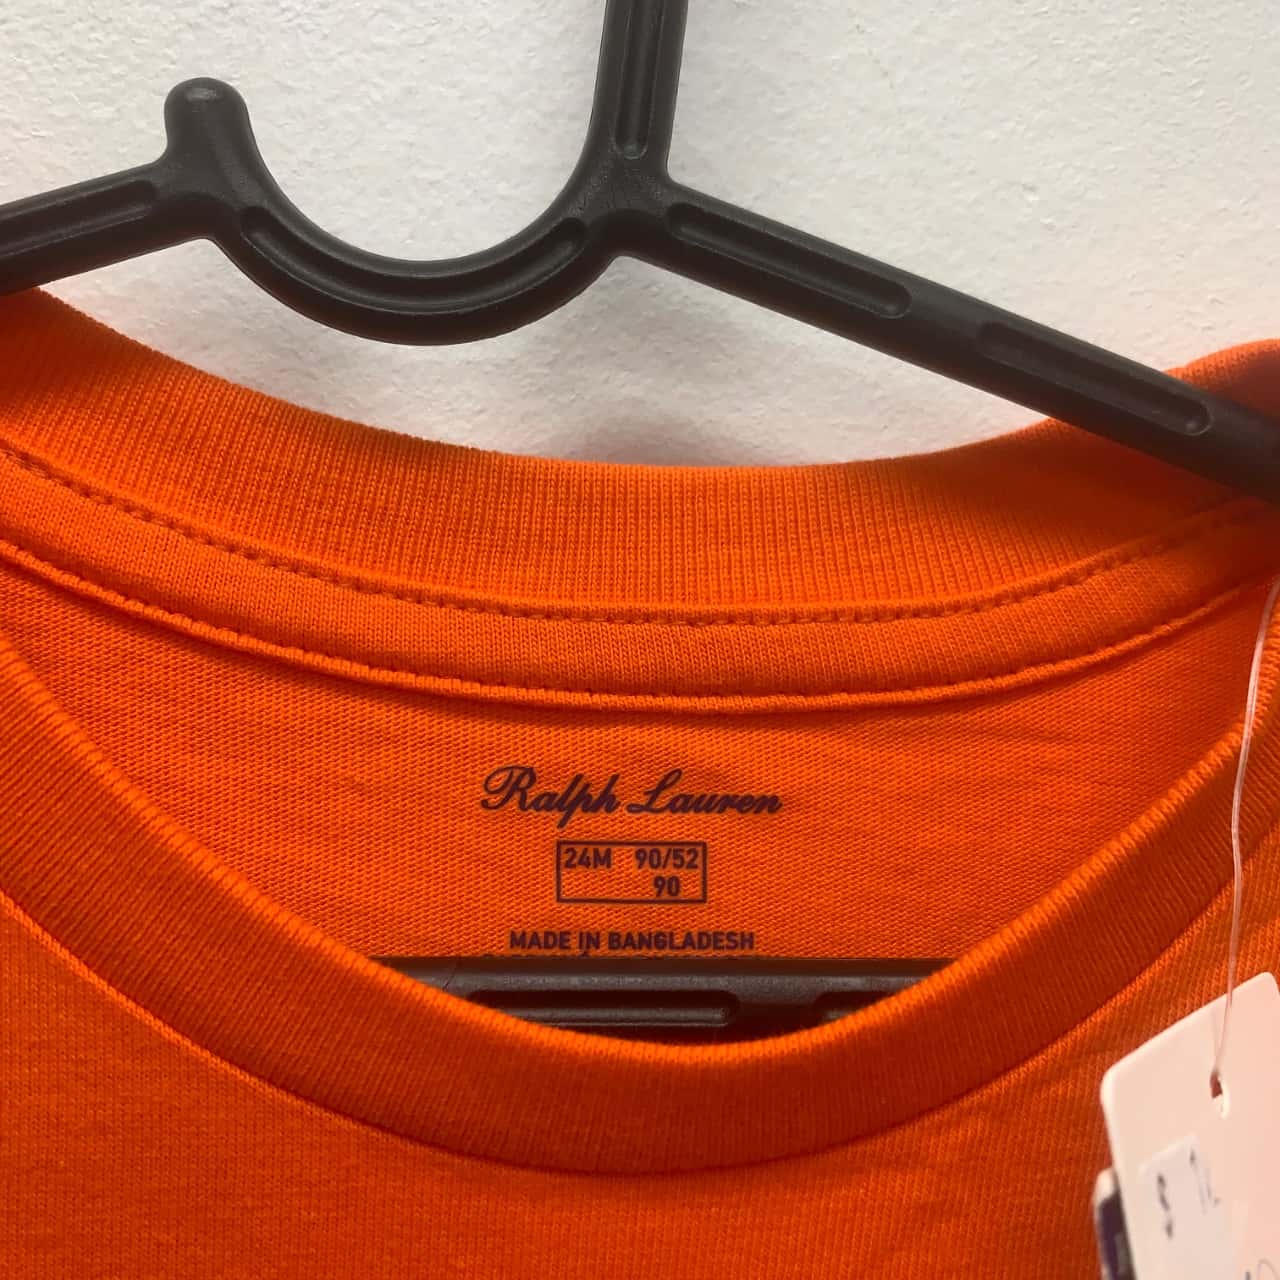 Ralph Lauren
24M 90/52
90
MADE IN BANGLADESH